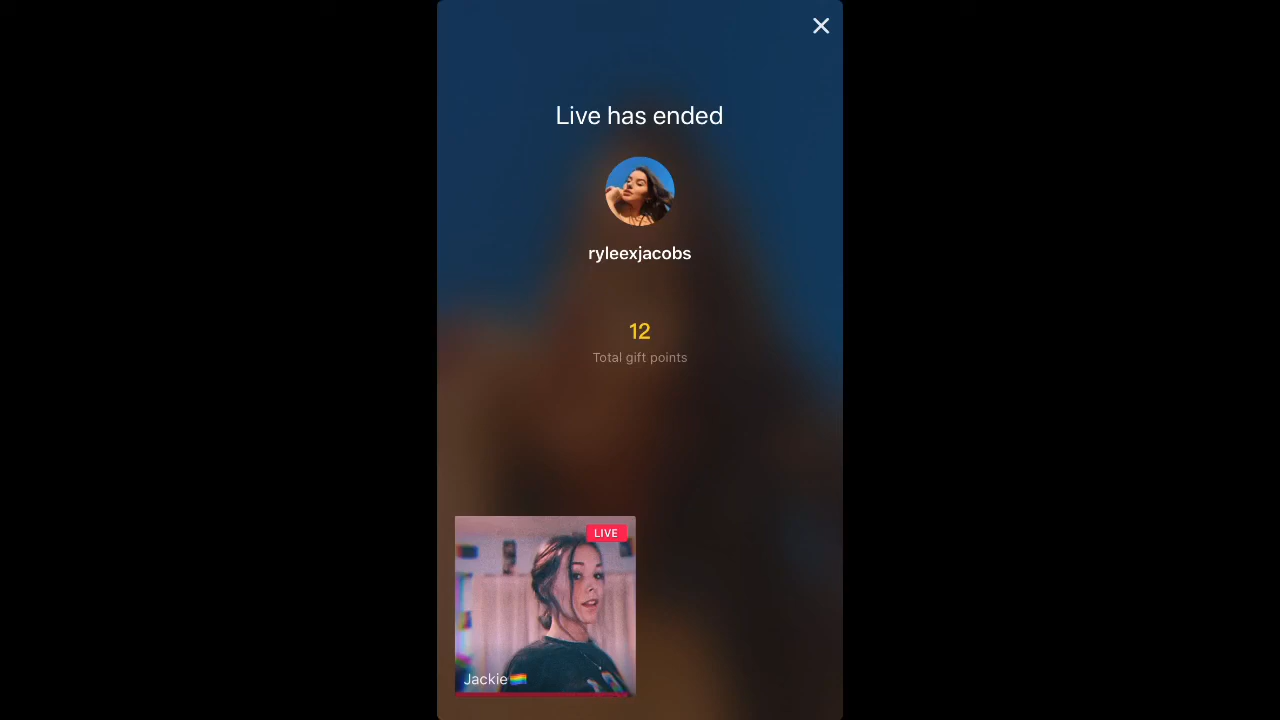 Live has ended
ryleexjacobs
12
Total gift points
LIVE
Jackie🏳️‍🌈